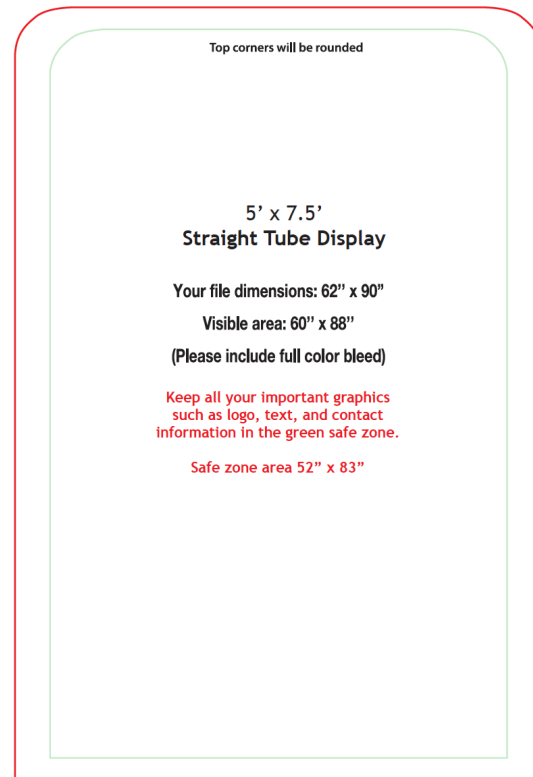 Top corners will be rounded
5’ x 7.5’
Straight Tube Display
Your file dimensions: 62’’ x 90”
Visible area: 60’’ x 88’’
(Please include full color bleed)
Keep all your important graphics
such as logo, text, and contact
information in the green safe zone.
Safe zone area 52” x 83”